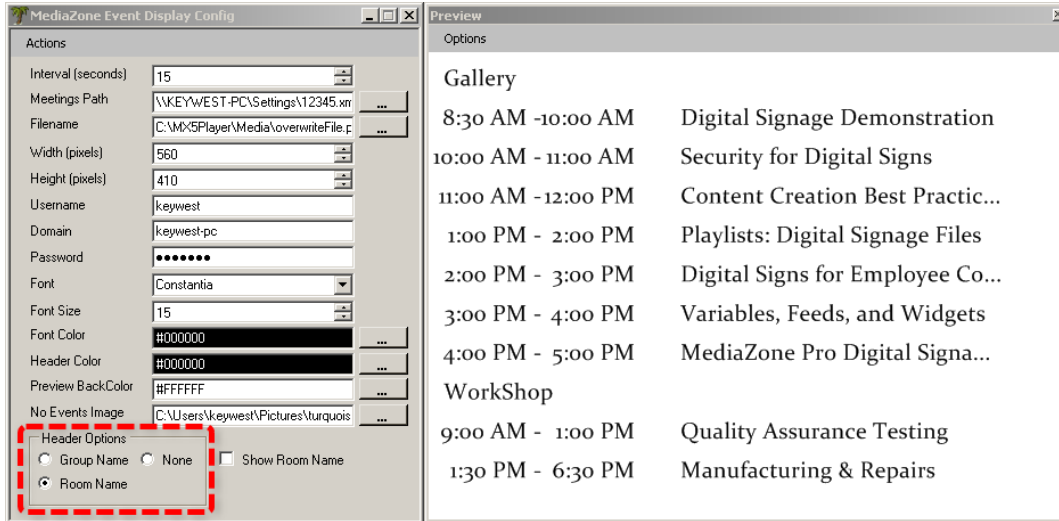 MediaZone Event Display Config
Actions
Interval (seconds) 15
Meetings Path \\KEYWEST-PC\Settings\12345.xm ...
Filename C:\MX5Player\Media\overwriteFile.p ...
Width (pixels) 560
Height (pixels) 410
Username keywest
Domain keywest-pc
Password •••••••
Font Constantia
Font Size 15
Font Color #000000 ...
Header Color #000000 ...
Preview BackColor #FFFFFF ...
No Events Image C:\Users\keywest\Pictures\turquois ...
Header Options
Group Name None Show Room Name
Room Name
Preview
Options
Gallery
8:30 AM -10:00 AM Digital Signage Demonstration
10:00 AM - 11:00 AM Security for Digital Signs
11:00 AM -12:00 PM Content Creation Best Practic...
1:00 PM - 2:00 PM Playlists: Digital Signage Files
2:00 PM - 3:00 PM Digital Signs for Employee Co...
3:00 PM - 4:00 PM Variables, Feeds, and Widgets
4:00 PM - 5:00 PM MediaZone Pro Digital Signa...
WorkShop
9:00 AM - 1:00 PM Quality Assurance Testing
1:30 PM - 6:30 PM Manufacturing & Repairs